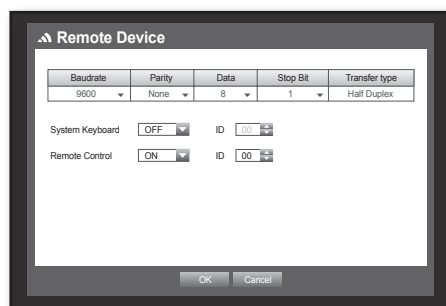 Remote Device
Baudrate Parity Data Stop Bit Transfer type
9600 None 8 1 Half Duplex
System Keyboard OFF ID 00
Remote Control ON ID 00
OK Cancel